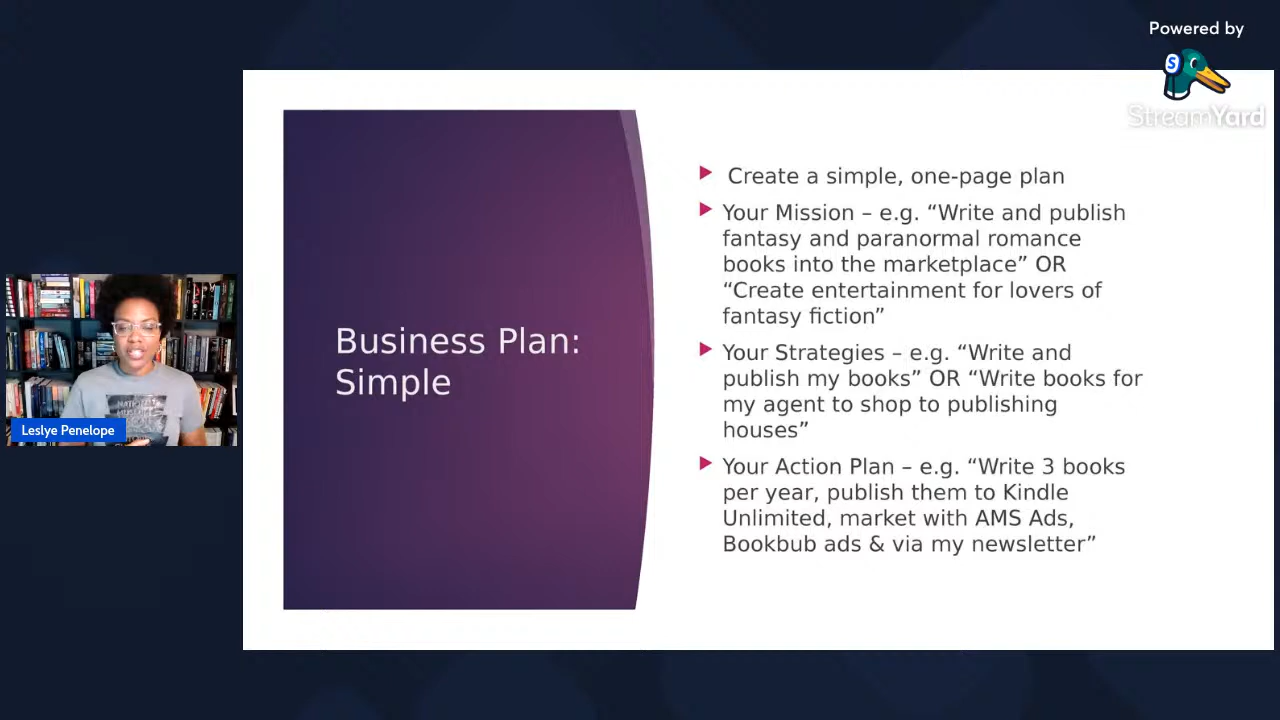 Powered by
StreamYard
Business Plan:
Simple
Create a simple, one-page plan
Your Mission – e.g. “Write and publish
fantasy and paranormal romance
books into the marketplace” OR
“Create entertainment for lovers of
fantasy fiction”
Your Strategies – e.g. “Write and
publish my books” OR “Write books for
my agent to shop to publishing
houses”
Your Action Plan – e.g. “Write 3 books
per year, publish them to Kindle
Unlimited, market with AMS Ads,
Bookbub ads & via my newsletter”
Leslye Penelope